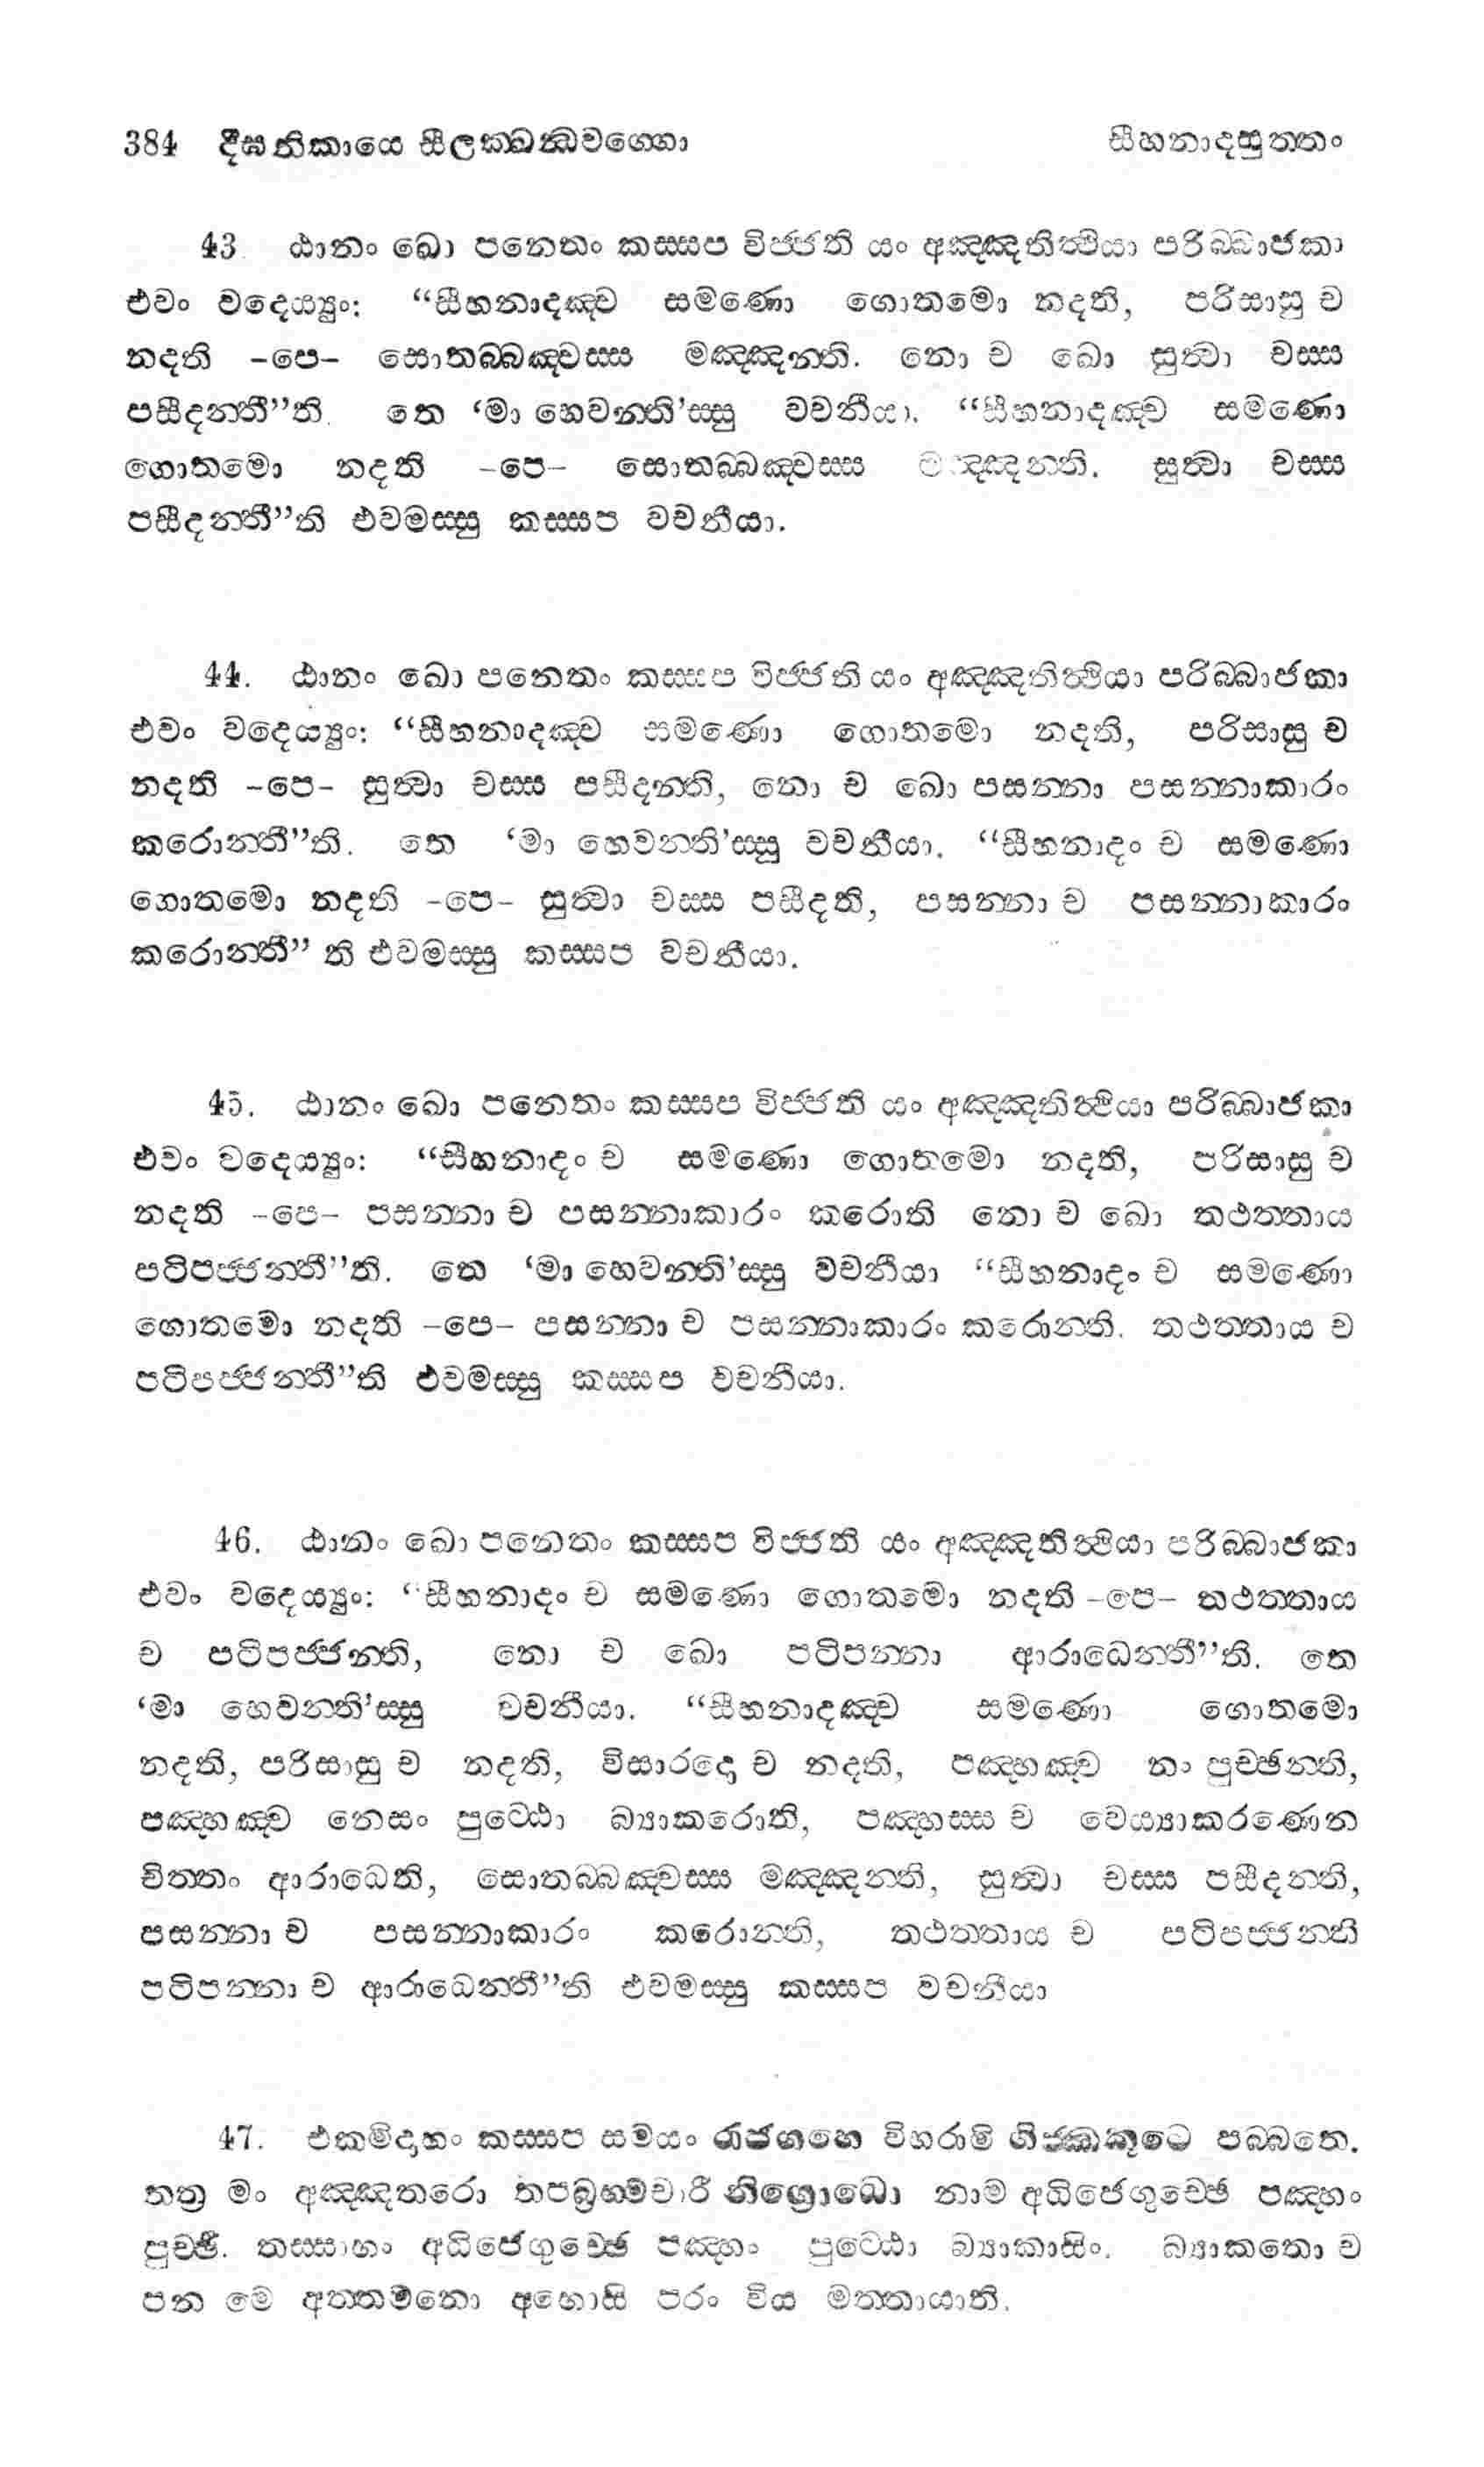 384 දීඝනිකායෙ සීලක්ඛන්ධවග්ගො සීහනාදසුත්තං
43. ඨානං ඛො පනෙතං කස්සප විජ්ජති යං අඤ්ඤතිත්ථියා පරිබ්බාජකා
එවං වදෙය්‍යුං: “සීහනාදඤ්ච සමණො ගොතමො නදති, පරිසාසු ච
නදති –පෙ– සොතබ්බඤ්චස්ස මඤ්ඤන්ති. නො ච ඛො සුත්‍වා චස්ස
පසීදන්තී”ති. තෙ ‘මා හෙවන්ති’ස්සු වචනීයා. “සීහනාදඤ්ච සමණො
ගොතමො නදති –පෙ– සොතබ්බඤ්චස්ස මඤ්ඤන්ති. සුත්‍වා චස්ස
පසීදන්තී”ති එවමස්සු කස්සප වචනීයා.
44. ඨානං ඛො පනෙතං කස්සප විජ්ජති යං අඤ්ඤතිත්ථියා පරිබ්බාජකා
එවං වදෙය්‍යුං: “සීහනාදඤ්ච සමණො ගොතමො නදති, පරිසාසු ච
නදති –පෙ– සුත්‍වා චස්ස පසීදන්ති, නො ච ඛො පසන්නා පසන්නාකාරං
කරොන්තී”ති. තෙ ‘මා හෙවන්ති’ස්සු වචනීයා. “සීහනාදං ච සමණො
ගොතමො නදති –පෙ– සුත්‍වා චස්ස පසීදති, පසන්නා ච පසන්නාකාරං
කරොන්තී” ති එවමස්සු කස්සප වචනීයා.
45. ඨානං ඛො පනෙතං කස්සප විජ්ජති යං අඤ්ඤතිත්ථියා පරිබ්බාජකා
එවං වදෙය්‍යුං: “සීහනාදං ච සමණො ගොතමො නදති, පරිසාසු ච
නදති –පෙ– පසන්නා ච පසන්නාකාරං කරොති නො ච ඛො තථත්තාය
පටිපජ්ජන්තී”ති. තෙ ‘මා හෙවන්ති’ස්සු වචනීයා “සීහනාදං ච සමණො
ගොතමො නදති –පෙ– පසන්නා ච පසන්නාකාරං කරොන්ති. තථත්තාය ච
පටිපජ්ජන්තී”ති එවමස්සු කස්සප වචනීයා.
46. ඨානං ඛො පනෙතං කස්සප විජ්ජති යං අඤ්ඤතිත්ථියා පරිබ්බාජකා
එවං වදෙය්‍යුං: “සීහනාදං ච සමණො ගොතමො නදති –පෙ– තථත්තාය
ච පටිපජ්ජන්ති, නො ච ඛො පටිපන්නා ආරාධෙන්තී”ති. තෙ
‘මා හෙවන්ති’ස්සු වචනීයා. “සීහනාදඤ්ච සමණො ගොතමො
නදති, පරිසාසු ච නදති, විසාරදො ච නදති, පඤ්හඤ්ච නං පුච්ඡන්ති,
පඤ්හඤ්ච නෙසං පුට්ඨො බ්‍යාකරොති, පඤ්හස්ස ච වෙය්‍යාකරණෙන
චිත්තං ආරාධෙති, සොතබ්බඤ්චස්ස මඤ්ඤන්ති, සුත්‍වා චස්ස පසීදන්ති,
පසන්නා ච පසන්නාකාරං කරොන්ති, තථත්තාය ච පටිපජ්ජන්ති
පටිපන්නා ච ආරාධෙන්තී”ති එවමස්සු කස්සප වචනීයා
47. එකමිදාහං කස්සප සමයං රාජගහෙ විහරාමි ගිජ්ඣකූටෙ පබ්බතෙ.
තත්‍ර මං අඤ්ඤතරො තපබ්‍රහ්මචාරී නිග්‍රොධො නාම අධිජෙගුච්ඡෙ පඤ්හං
පුච්ඡි. තස්සාහං අධිජෙගුච්ඡෙ පඤ්හං පුට්ඨො බ්‍යාකාසිං. බ්‍යාකතො ච
පන මෙ අත්තමනො අහොසි පරං විය මත්තායාති.